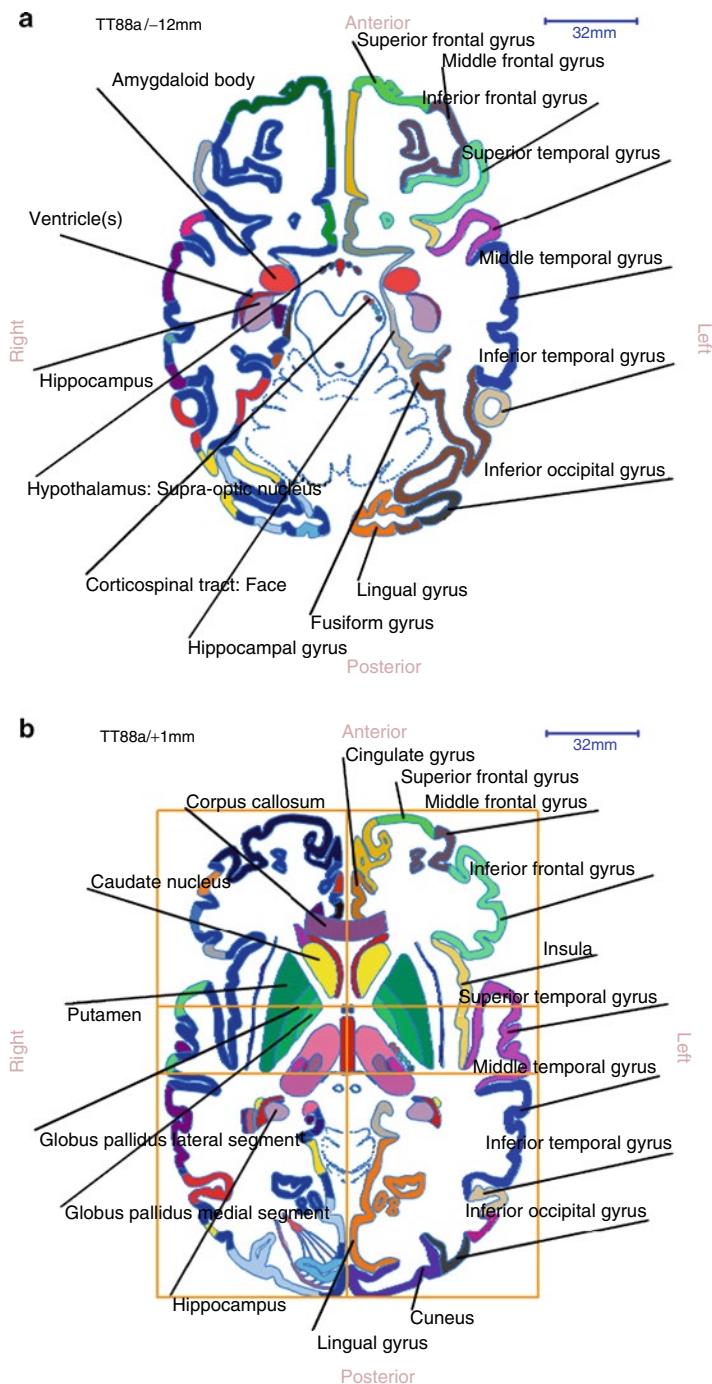 a
TT88a/–12mm
Anterior
32mm
Superior frontal gyrus
Middle frontal gyrus
Amygdaloid body
Inferior frontal gyrus
Superior temporal gyrus
Ventricle(s)
Middle temporal gyrus
Right
Left
Inferior temporal gyrus
Hippocampus
Inferior occipital gyrus
Hypothalamus: Supra-optic nucleus
Corticospinal tract: Face
Lingual gyrus
Fusiform gyrus
Hippocampal gyrus
Posterior
b
TT88a/+1mm
Anterior
32mm
Cingulate gyrus
Superior frontal gyrus
Corpus callosum
Middle frontal gyrus
Inferior frontal gyrus
Caudate nucleus
Insula
Superior temporal gyrus
Putamen
Right
Left
Middle temporal gyrus
Globus pallidus lateral segment
Inferior temporal gyrus
Globus pallidus medial segment
Inferior occipital gyrus
Hippocampus
Cuneus
Lingual gyrus
Posterior